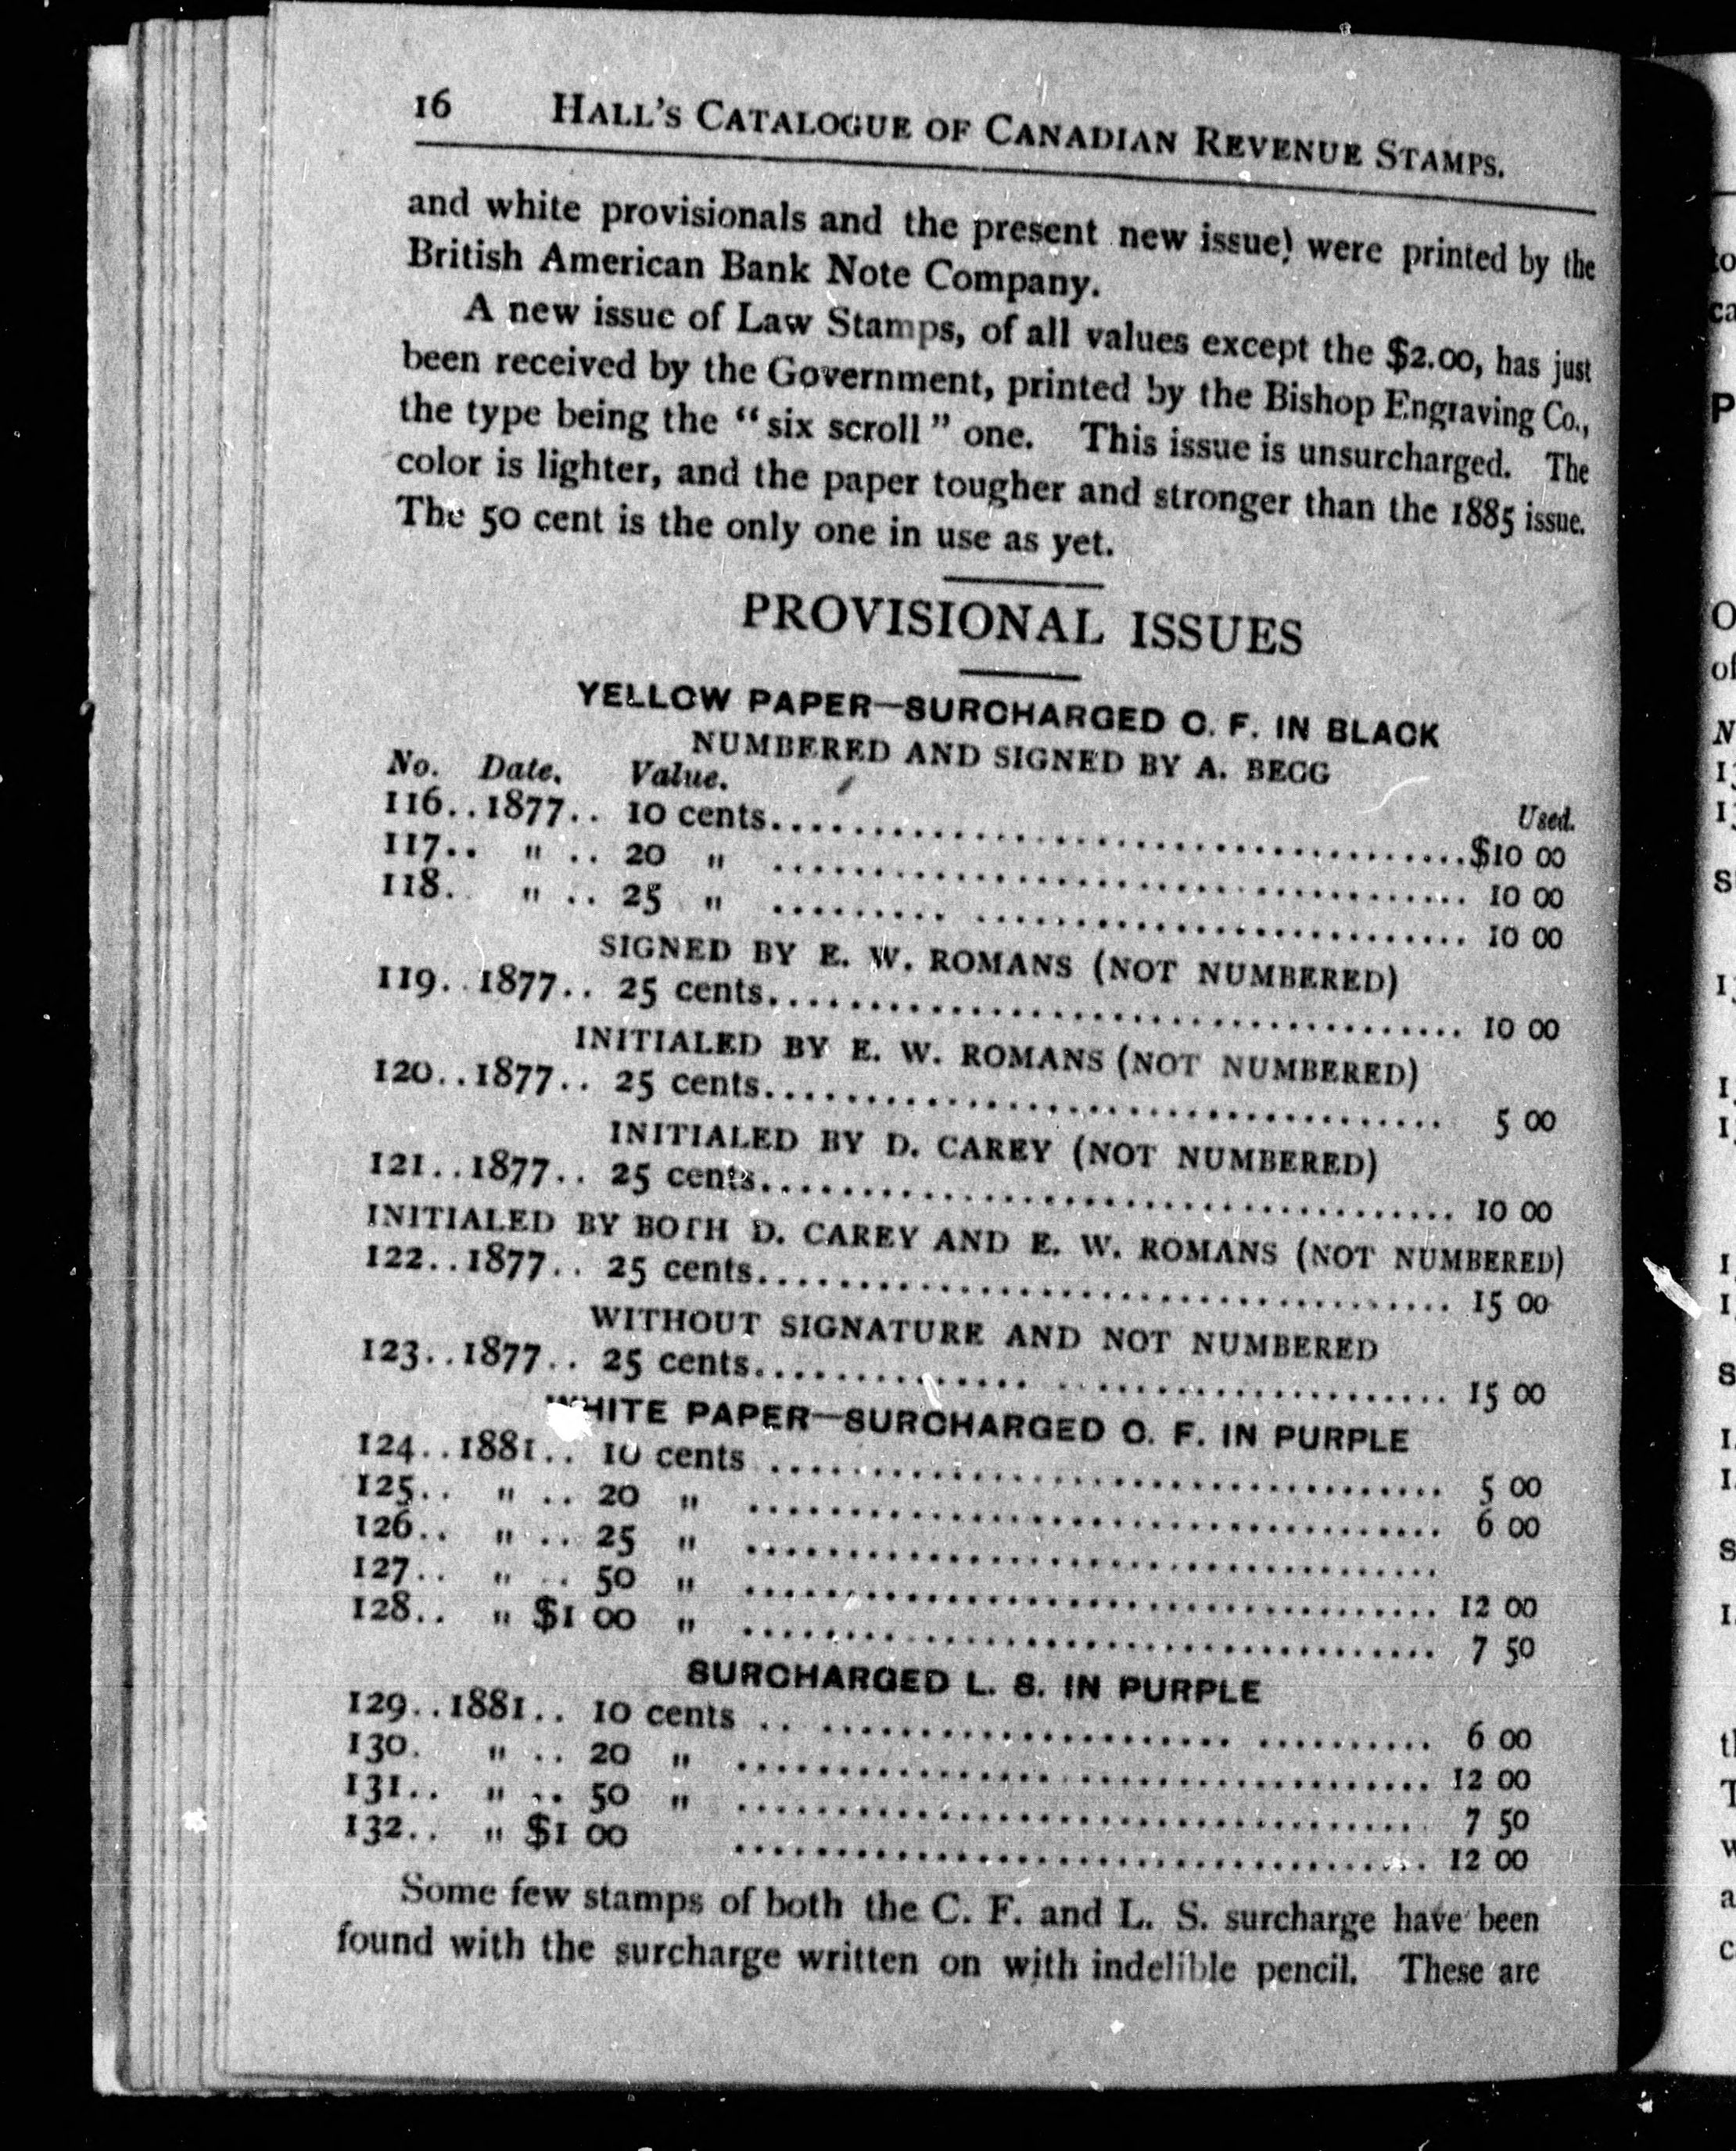 16 HALL'S CATALOGUE OF CANADIAN REVENUE STAMPS.
and white provisionals and the present new issue) were printed by the
British American Bank Note Company.
A new issue of Law Stamps, of all values except the $2.00, has just
been received by the Government, printed by the Bishop Engraving Co.,
the type being the "six scroll" one. This issue is unsurcharged. The
color is lighter, and the paper tougher and stronger than the 1885 issue.
The 50 cent is the only one in use as yet.
PROVISIONAL ISSUES
YELLOW PAPER—SURCHARGED C. F. IN BLACK
NUMBERED AND SIGNED BY A. BEGG
No. Date. Value. Used.
116..1877.. 10 cents.......................................$10 00
117.. " .. 20 " ....................................... 10 00
118. " .. 25 " ....................................... 10 00
SIGNED BY E. W. ROMANS (NOT NUMBERED)
119..1877.. 25 cents....................................... 10 00
INITIALED BY E. W. ROMANS (NOT NUMBERED)
120..1877.. 25 cents....................................... 5 00
INITIALED BY D. CAREY (NOT NUMBERED)
121..1877.. 25 cents....................................... 10 00
INITIALED BY BOTH D. CAREY AND E. W. ROMANS (NOT NUMBERED)
122..1877.. 25 cents....................................... 15 00
WITHOUT SIGNATURE AND NOT NUMBERED
123..1877.. 25 cents....................................... 15 00
WHITE PAPER—SURCHARGED C. F. IN PURPLE
124..1881.. 10 cents ....................................... 5 00
125.. " .. 20 " ....................................... 6 00
126.. " .. 25 " .......................................
127.. " .. 50 " ....................................... 12 00
128.. " $1 00 " ....................................... 7 50
SURCHARGED L. S. IN PURPLE
129..1881.. 10 cents ....................................... 6 00
130. " .. 20 " ....................................... 12 00
131.. " .. 50 " ....................................... 7 50
132.. " $1 00 ....................................... 12 00
Some few stamps of both the C. F. and L. S. surcharge have been
found with the surcharge written on with indelible pencil. These are